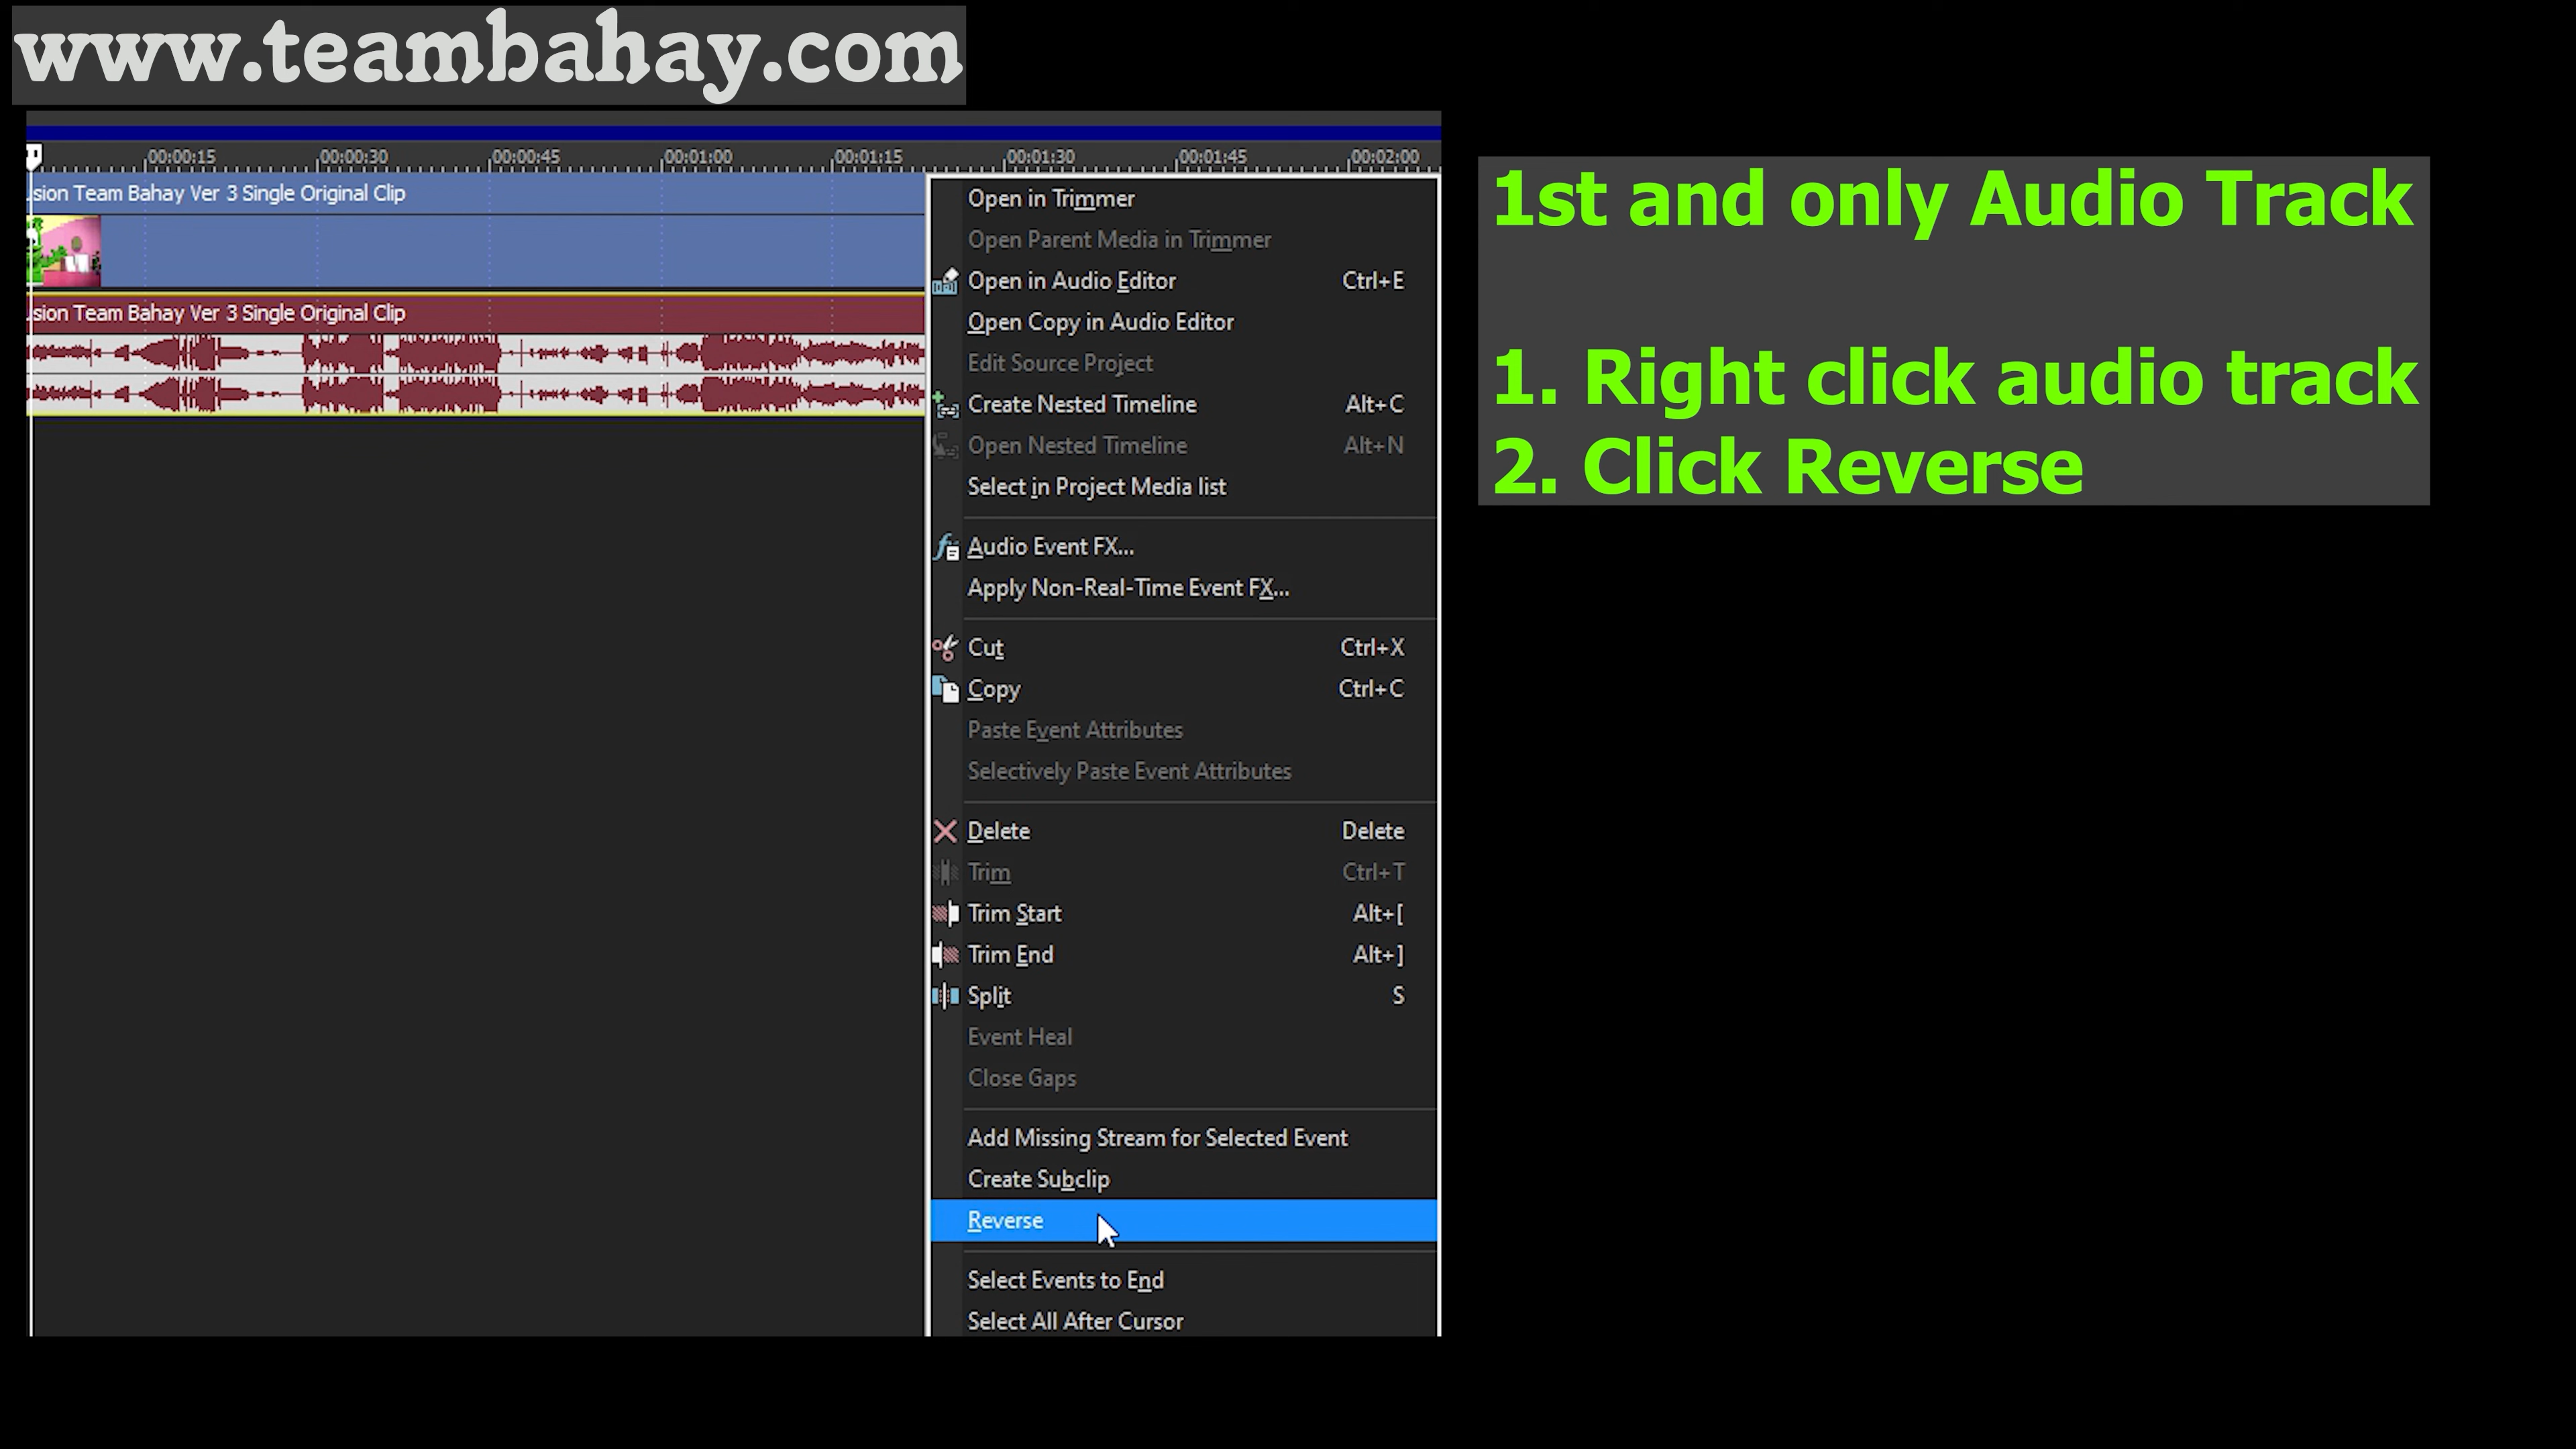 www.teambahay.com
00:00:15 00:00:30 00:00:45 00:01:00 00:01:15 00:01:30 00:01:45 00:02:00
Team Bahay Ver 3 Single Original Clip
Team Bahay Ver 3 Single Original Clip
Open in Trimmer
Open Parent Media in Trimmer
Open in Audio Editor Ctrl+E
Open Copy in Audio Editor
Edit Source Project
Create Nested Timeline Alt+C
Open Nested Timeline Alt+N
Select in Project Media list
Audio Event FX...
Apply Non-Real-Time Event FX...
Cut Ctrl+X
Copy Ctrl+C
Paste Event Attributes
Selectively Paste Event Attributes
Delete Delete
Trim Ctrl+T
Trim Start Alt+[
Trim End Alt+]
Split S
Event Heal
Close Gaps
Add Missing Stream for Selected Event
Create Subclip
Reverse
Select Events to End
Select All After Cursor
1st and only Audio Track
1. Right click audio track
2. Click Reverse